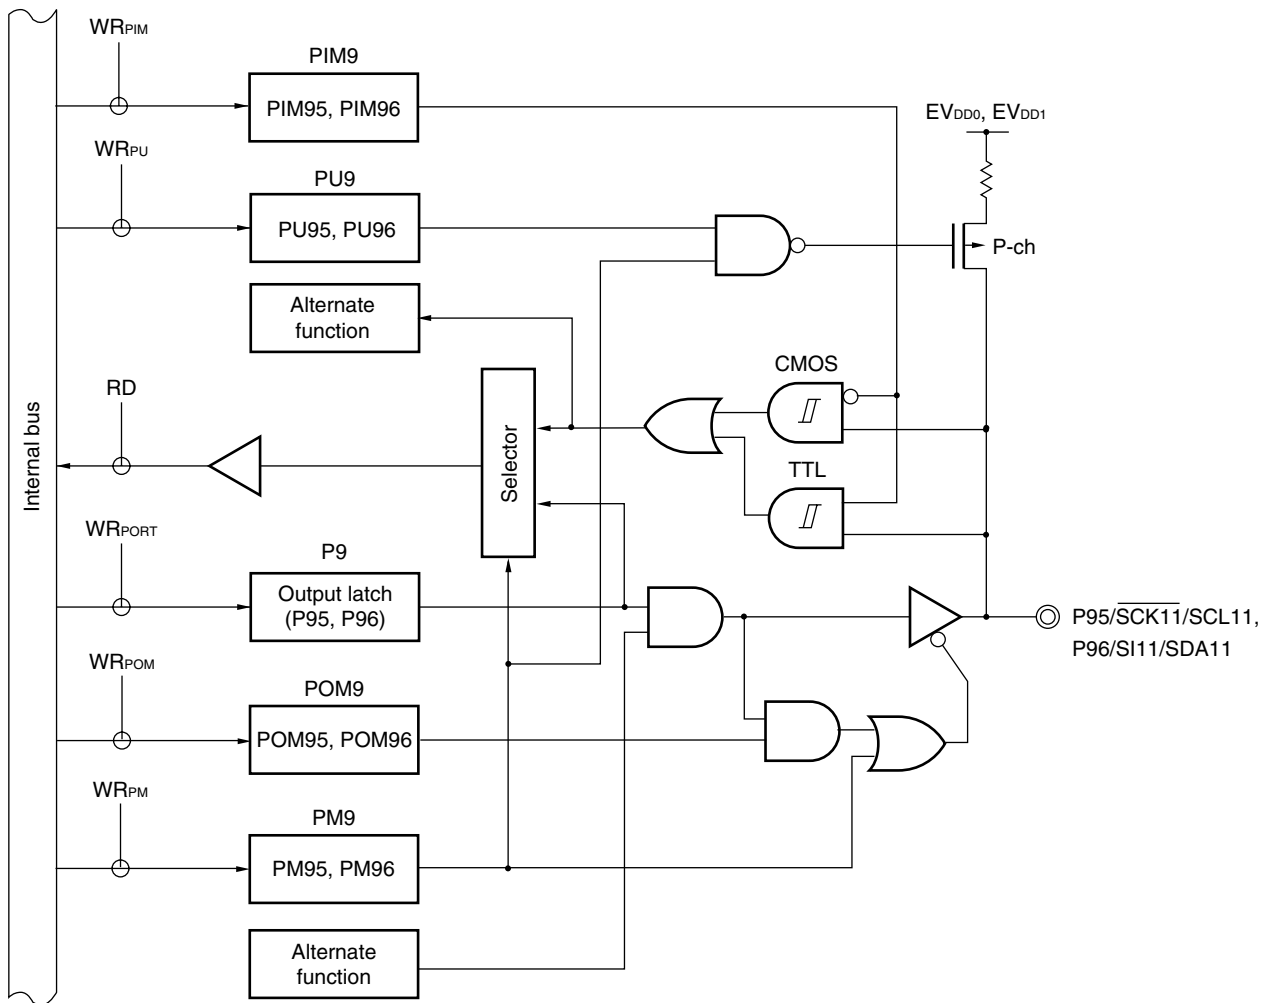 WRPIM
PIM9
PIM95, PIM96
EVDD0, EVDD1
WRPU
PU9
PU95, PU96
P-ch
Alternate
function
CMOS
RD
Internal bus
Selector
TTL
WRPORT
P9
Output latch
(P95, P96)
P95/SCK11/SCL11,
P96/SI11/SDA11
WRPOM
POM9
POM95, POM96
WRPM
PM9
PM95, PM96
Alternate
function